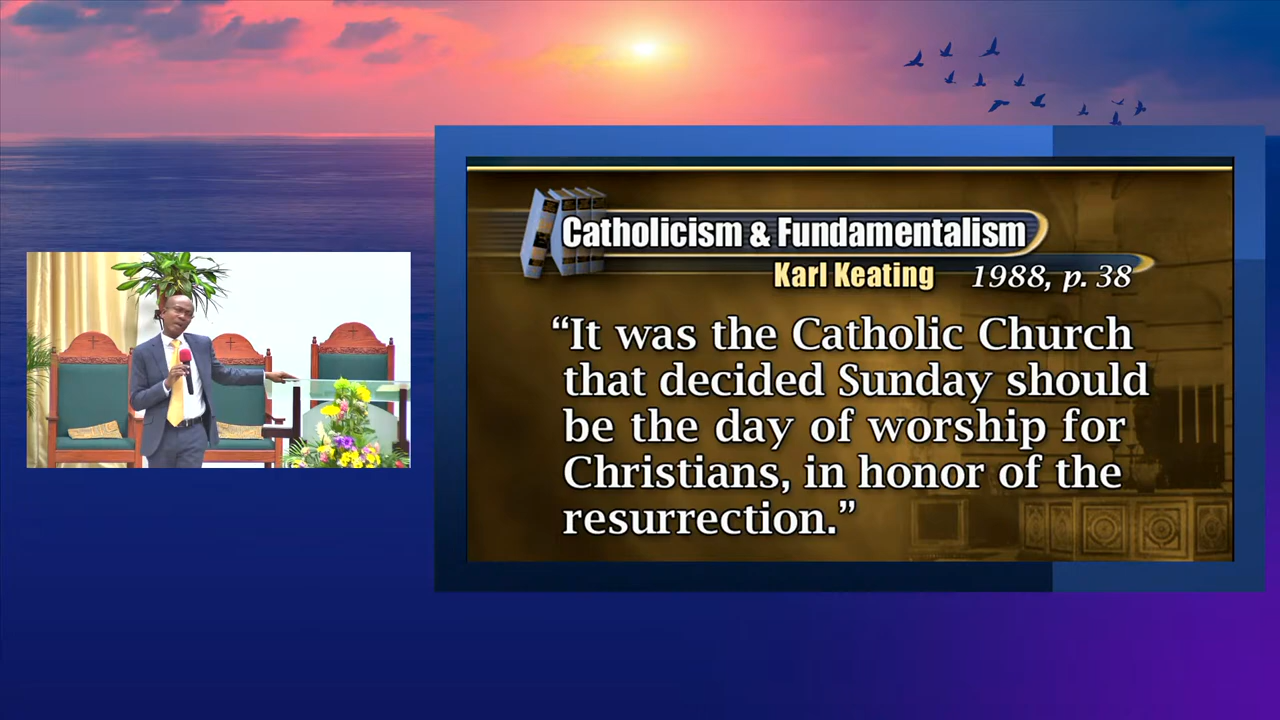 Catholicism & Fundamentalism
Karl Keating 1988, p. 38
“It was the Catholic Church
that decided Sunday should
be the day of worship for
Christians, in honor of the
resurrection.”